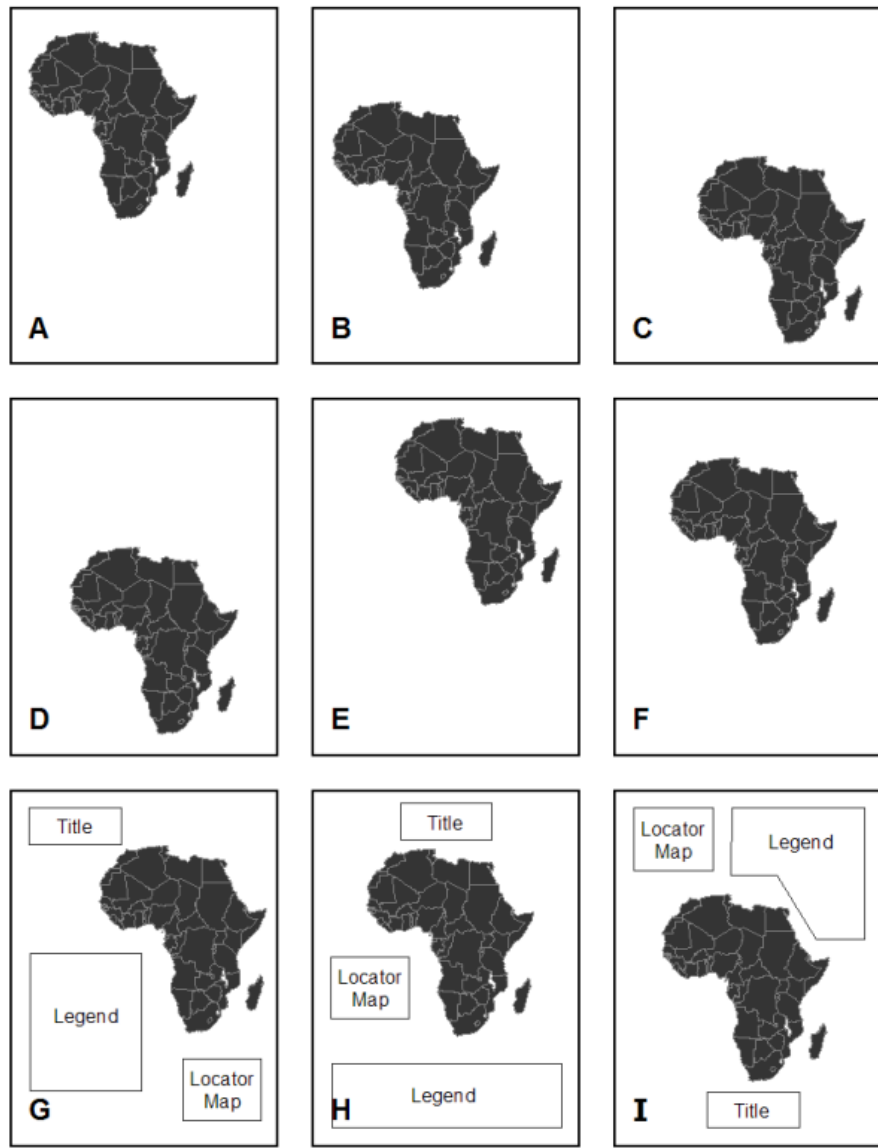 A
B
C
D
E
F
Title
Legend
Locator
Map
G
Title
Locator
Map
Legend
H
Locator
Map
Legend
Title
I